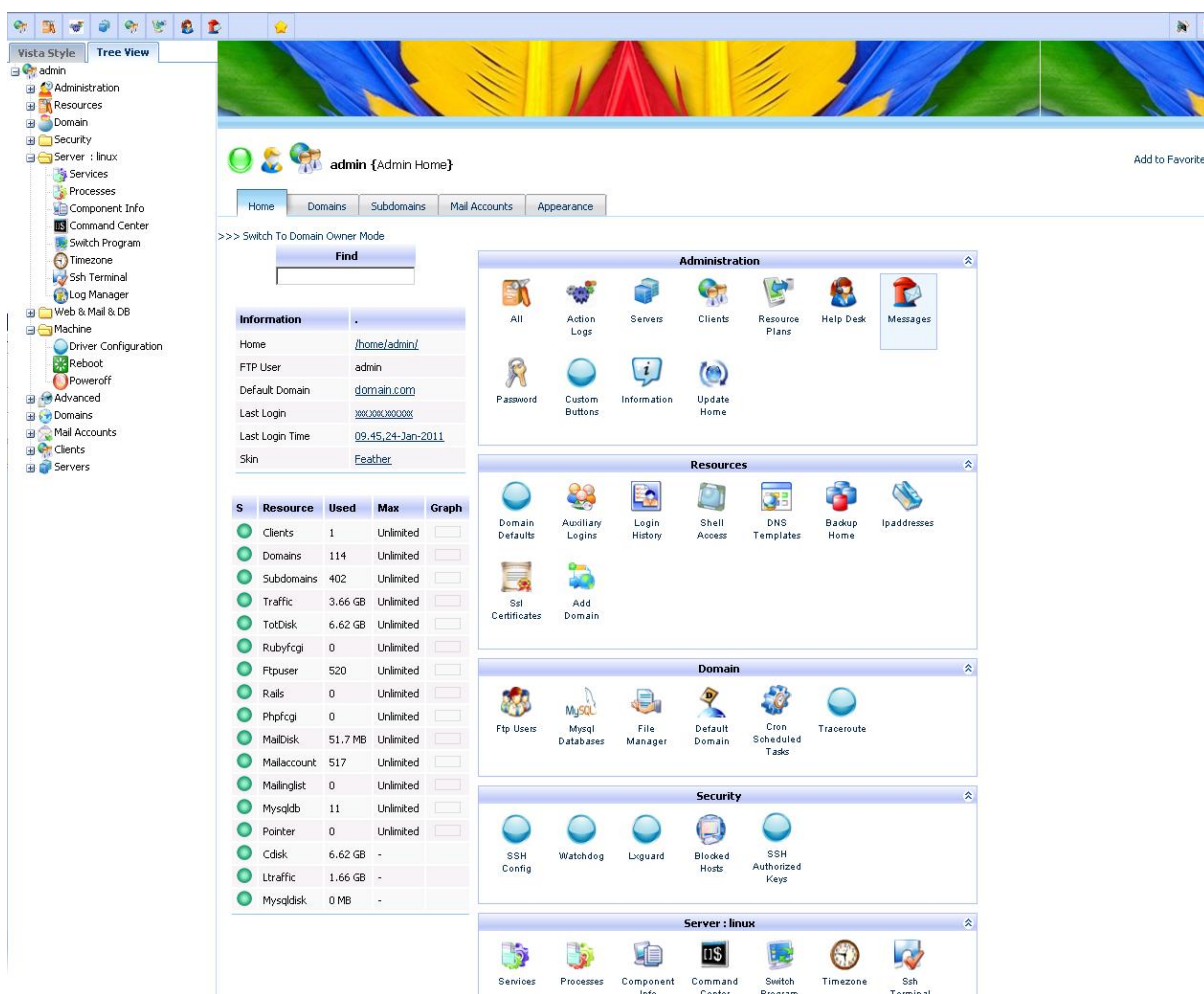 Vista Style
Tree View
admin
Administration
Resources
Domain
Security
Server : linux
Services
Processes
Component Info
Command Center
Switch Program
Timezone
Ssh Terminal
Log Manager
Web & Mail & DB
Machine
Driver Configuration
Reboot
Poweroff
Advanced
Domains
Mail Accounts
Clients
Servers
admin {Admin Home}
Add to Favorite
Home
Domains
Subdomains
Mail Accounts
Appearance
>>> Switch To Domain Owner Mode
Find
Information .
Home /home/admin/
FTP User admin
Default Domain domain.com
Last Login
Last Login Time 09.45,24-Jan-2011
Skin Feather
S Resource Used Max Graph
Clients 1 Unlimited
Domains 114 Unlimited
Subdomains 402 Unlimited
Traffic 3.66 GB Unlimited
TotDisk 6.62 GB Unlimited
Rubyfcgi 0 Unlimited
Ftpuser 520 Unlimited
Rails 0 Unlimited
Phpfcgi 0 Unlimited
MailDisk 51.7 MB Unlimited
Mailaccount 517 Unlimited
Mailinglist 0 Unlimited
Mysqldb 11 Unlimited
Pointer 0 Unlimited
Cdisk 6.62 GB -
Ltraffic 1.66 GB -
Mysqldisk 0 MB -
Administration
All
Action
Logs
Servers
Clients
Resource
Plans
Help Desk
Messages
Password
Custom
Buttons
Information
Update
Home
Resources
Domain
Defaults
Auxiliary
Logins
Login
History
Shell
Access
DNS
Templates
Backup
Home
Ipaddresses
Ssl
Certificates
Add
Domain
Domain
Ftp Users
MySQL
Mysql
Databases
File
Manager
Default
Domain
Cron
Scheduled
Tasks
Traceroute
Security
SSH
Config
Watchdog
Lxguard
Blocked
Hosts
SSH
Authorized
Keys
Server : linux
Services
Processes
Component
Info
Command
Center
Switch
Program
Timezone
Ssh
Terminal